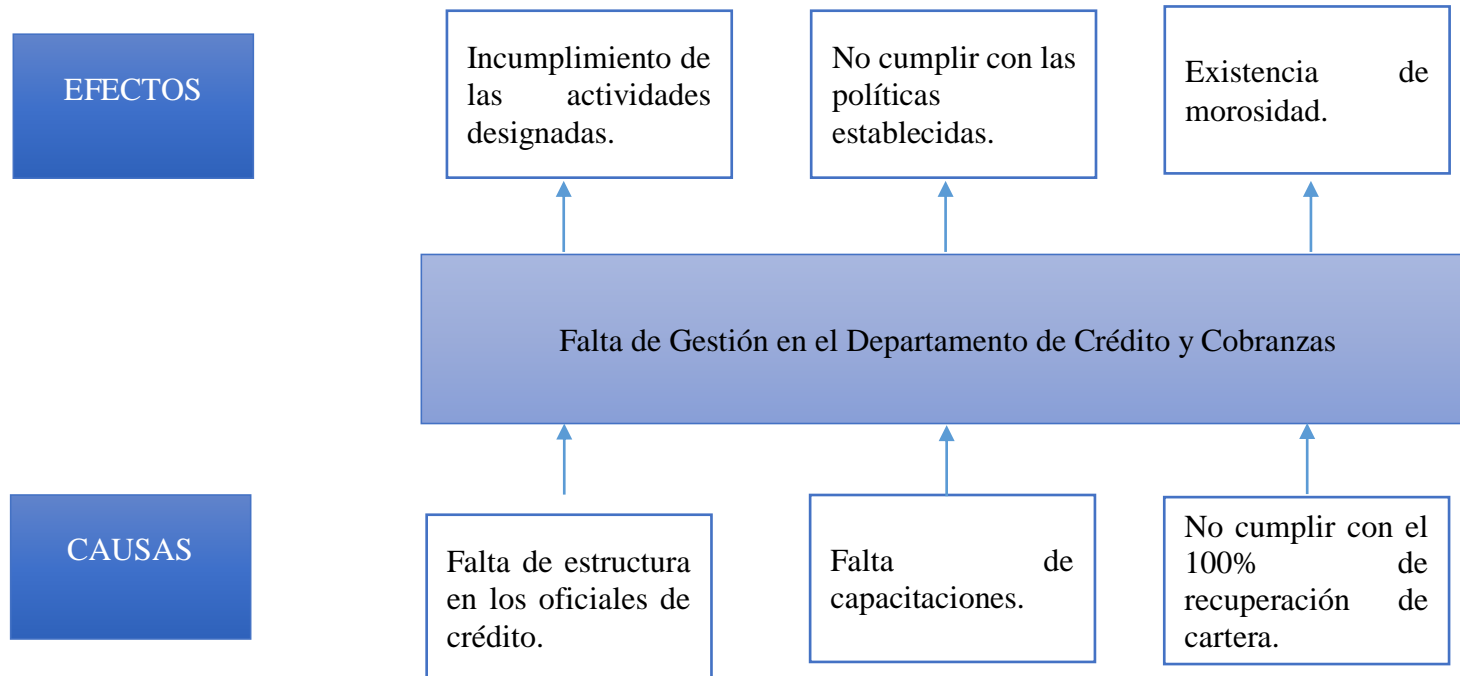 EFECTOS
Incumplimiento de
las actividades
designadas.
No cumplir con las
políticas
establecidas.
Existencia de
morosidad.
Falta de Gestión en el Departamento de Crédito y Cobranzas
CAUSAS
Falta de estructura
en los oficiales de
crédito.
Falta de
capacitaciones.
No cumplir con el
100% de
recuperación de
cartera.